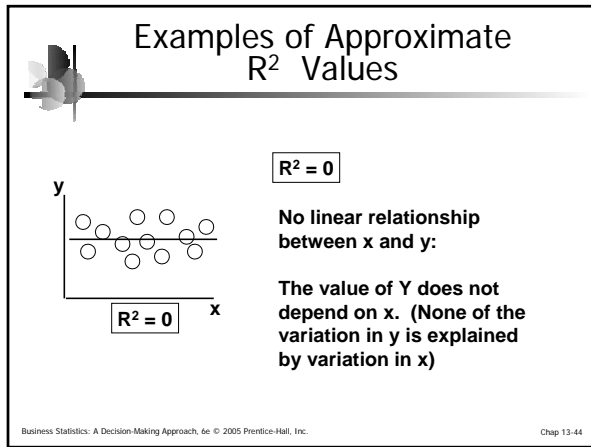 Examples of Approximate
R² Values
R² = 0
y
No linear relationship
between x and y:
The value of Y does not
depend on x. (None of the
variation in y is explained
by variation in x)
x
R² = 0
Business Statistics: A Decision-Making Approach, 6e © 2005 Prentice-Hall, Inc.
Chap 13-44